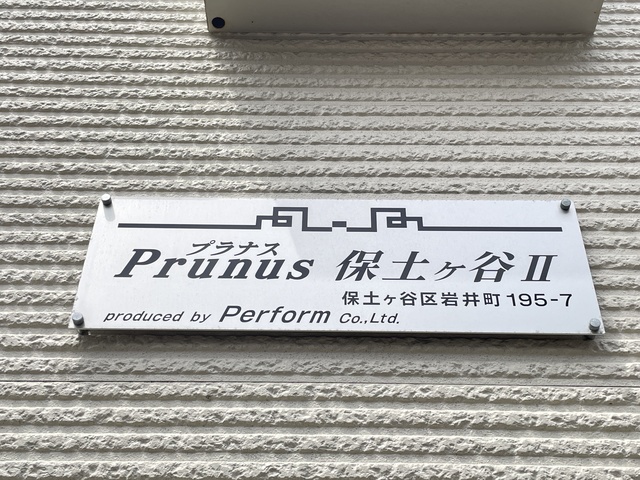 プラナス
Prunus 保土ヶ谷II
保土ヶ谷区岩井町195-7
produced by Perform Co.,Ltd.